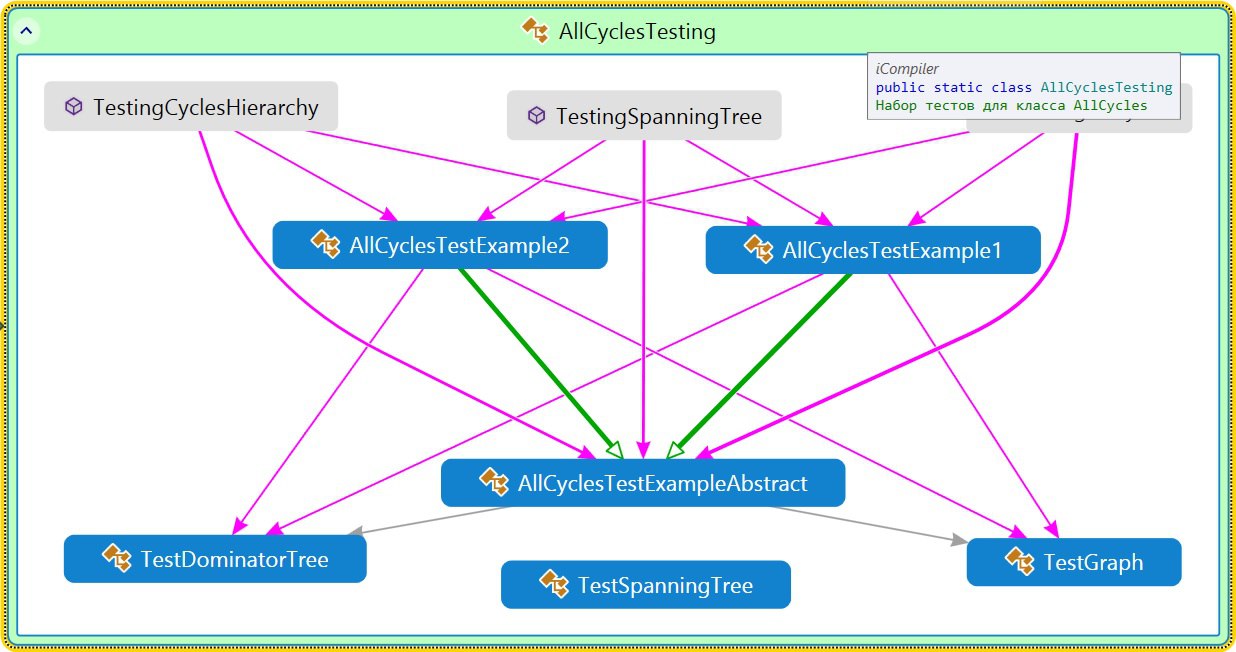 AllCyclesTesting
iCompiler
public static class AllCyclesTesting
Набор тестов для класса AllCycles
TestingCyclesHierarchy
TestingSpanningTree
AllCyclesTestExample2
AllCyclesTestExample1
AllCyclesTestExampleAbstract
TestDominatorTree
TestGraph
TestSpanningTree